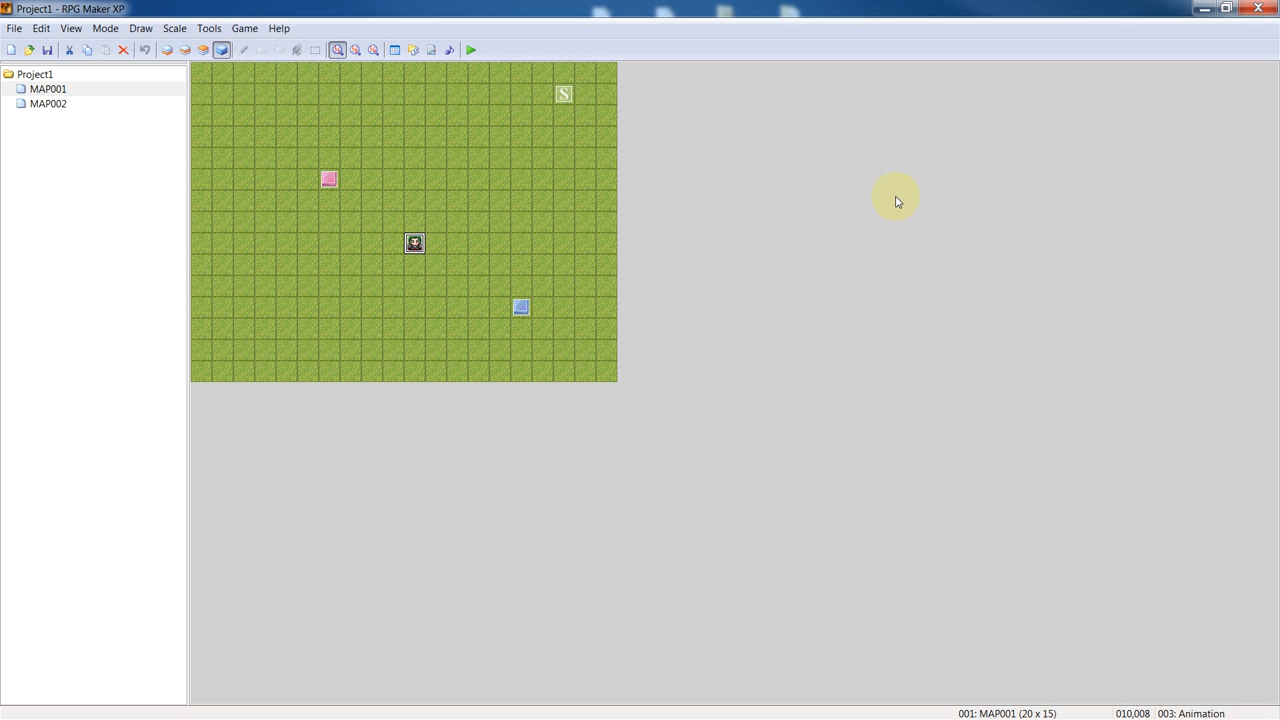 Project1 - RPG Maker XP
File Edit View Mode Draw Scale Tools Game Help
Project1
MAP001
MAP002
S
001: MAP001 (20 x 15) 010,008 003: Animation